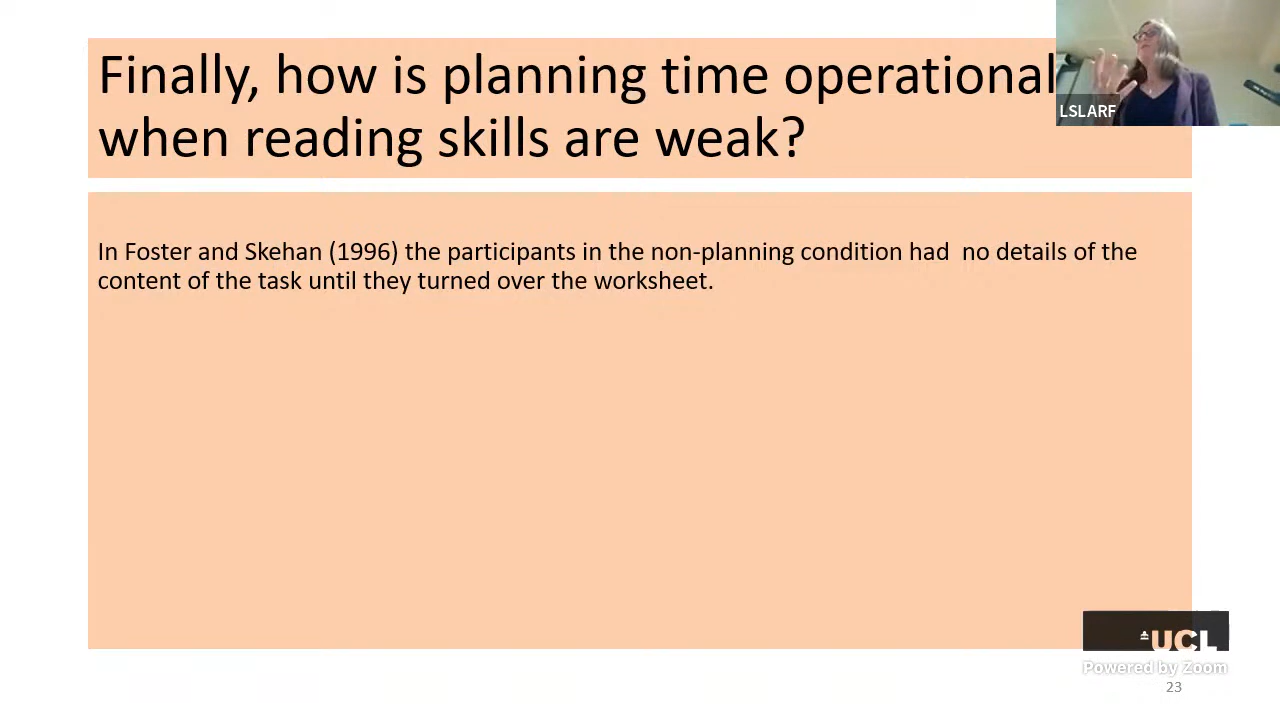 Finally, how is planning time operational
when reading skills are weak?
LSLARF
In Foster and Skehan (1996) the participants in the non-planning condition had  no details of the
content of the task until they turned over the worksheet.
UCL
Powered by Zoom
23